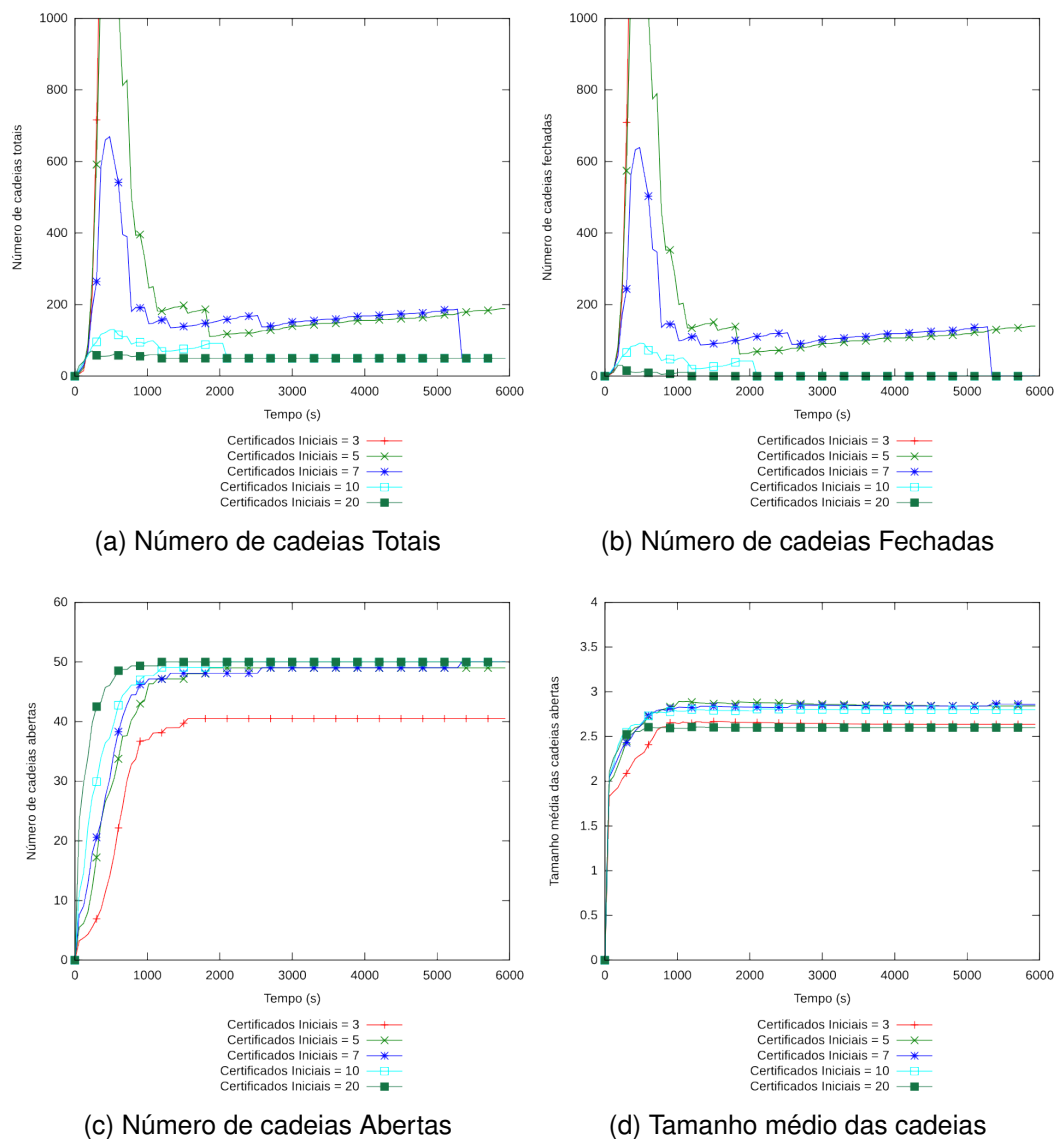 1000
800
600
400
200
0
Número de cadeias totais
0 1000 2000 3000 4000 5000 6000
Tempo (s)
Certificados Iniciais = 3
Certificados Iniciais = 5
Certificados Iniciais = 7
Certificados Iniciais = 10
Certificados Iniciais = 20
(a) Número de cadeias Totais
1000
800
600
400
200
0
Número de cadeias fechadas
0 1000 2000 3000 4000 5000 6000
Tempo (s)
Certificados Iniciais = 3
Certificados Iniciais = 5
Certificados Iniciais = 7
Certificados Iniciais = 10
Certificados Iniciais = 20
(b) Número de cadeias Fechadas
60
50
40
30
20
10
0
Número de cadeias abertas
0 1000 2000 3000 4000 5000 6000
Tempo (s)
Certificados Iniciais = 3
Certificados Iniciais = 5
Certificados Iniciais = 7
Certificados Iniciais = 10
Certificados Iniciais = 20
(c) Número de cadeias Abertas
4
3.5
3
2.5
2
1.5
1
0.5
0
Tamanho média das cadeias abertas
0 1000 2000 3000 4000 5000 6000
Tempo (s)
Certificados Iniciais = 3
Certificados Iniciais = 5
Certificados Iniciais = 7
Certificados Iniciais = 10
Certificados Iniciais = 20
(d) Tamanho médio das cadeias